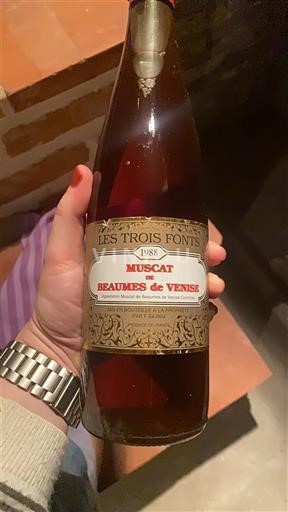 LES TROIS FONTS
1988
MUSCAT
DE
BEAUMES de VENISE
Appellation Muscat de Beaumes de Venise Contrôlée
MIS EN BOUTEILLE A LA PROPRIETE
PRODUCE OF FRANCE